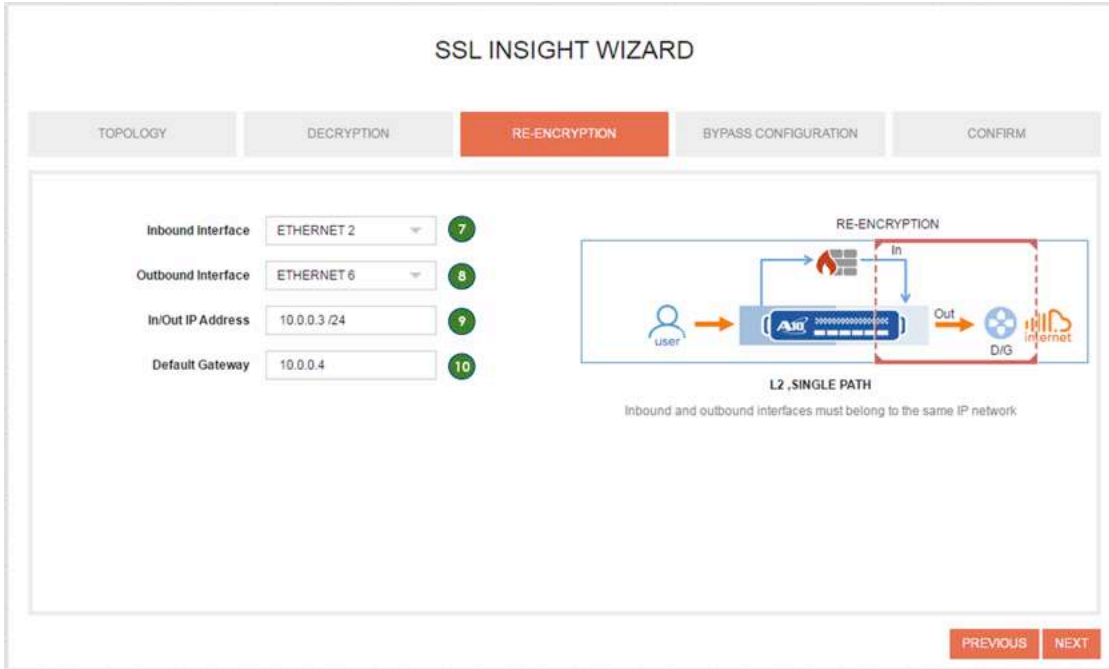 SSL INSIGHT WIZARD
TOPOLOGY
DECRYPTION
RE-ENCRYPTION
BYPASS CONFIGURATION
CONFIRM
Inbound Interface
ETHERNET 2
7
Outbound Interface
ETHERNET 6
8
In/Out IP Address
10.0.0.3 /24
9
Default Gateway
10.0.0.4
10
RE-ENCRYPTION
In
user
A10
Out
D/G
internet
L2 ,SINGLE PATH
Inbound and outbound interfaces must belong to the same IP network
PREVIOUS
NEXT